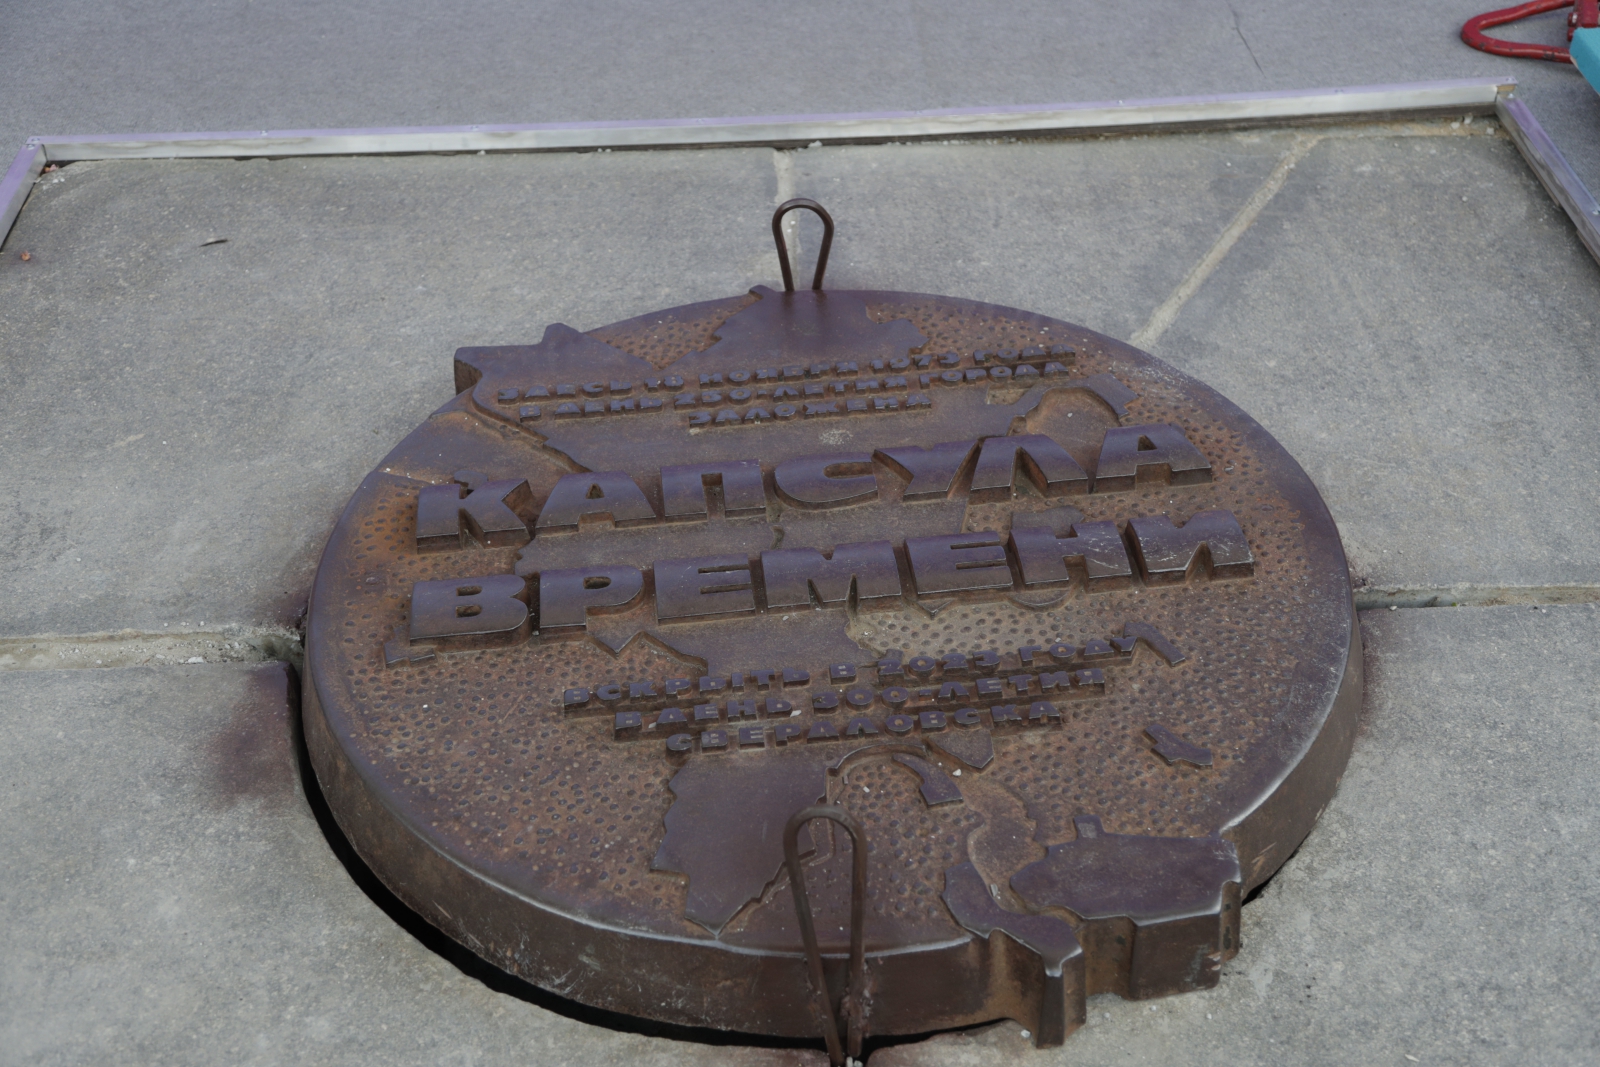 ЗДЕСЬ 18 НОЯБРЯ 1973 ГОДА
В ДЕНЬ 250-ЛЕТИЯ ГОРОДА
ЗАЛОЖЕНА
КАПСУЛА
ВРЕМЕНИ
ВСКРЫТЬ В 2023 ГОДУ
В ДЕНЬ 300-ЛЕТИЯ
СВЕРДЛОВСКА